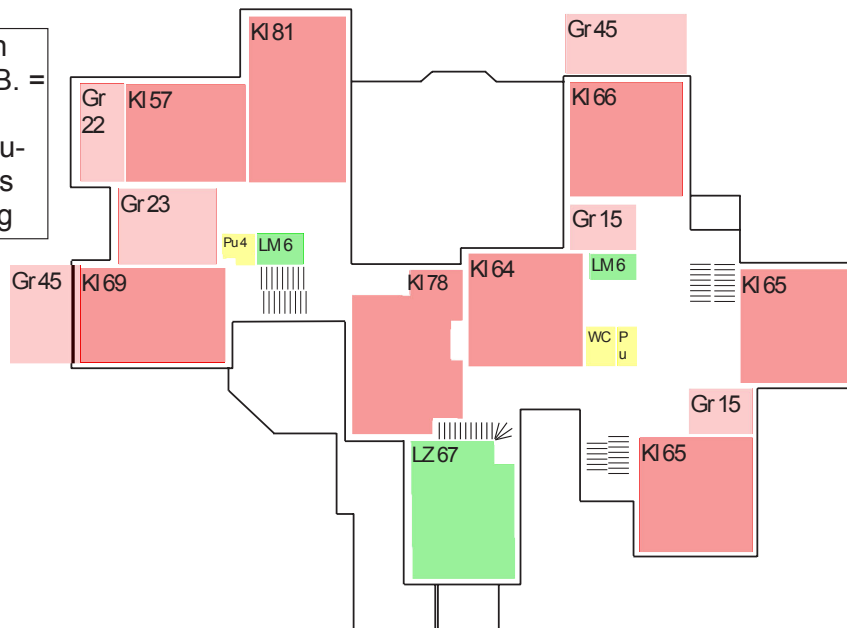 n
B. =
u-
s
g
Kl 81
Gr 45
Gr
22
Kl 57
Kl 66
Gr 23
Gr 15
Pu 4
LM 6
Kl 64
LM 6
Gr 45
Kl 69
Kl 78
Kl 65
WC
P
u
Gr 15
LZ 67
Kl 65